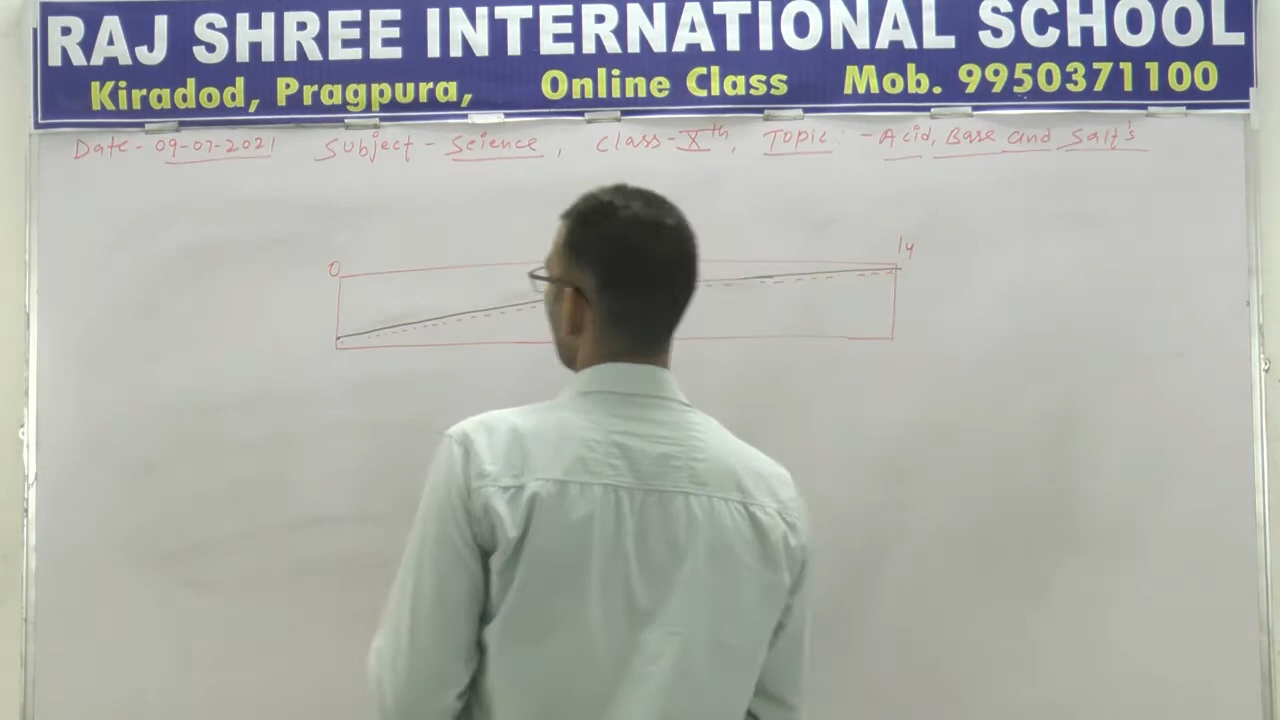 RAJ SHREE INTERNATIONAL SCHOOL
Kiradod, Pragpura, Online Class Mob. 9950371100
Date - 09-07-2021 Subject - Science, Class - Xth, Topic - Acid, Base and Salt's
0 14